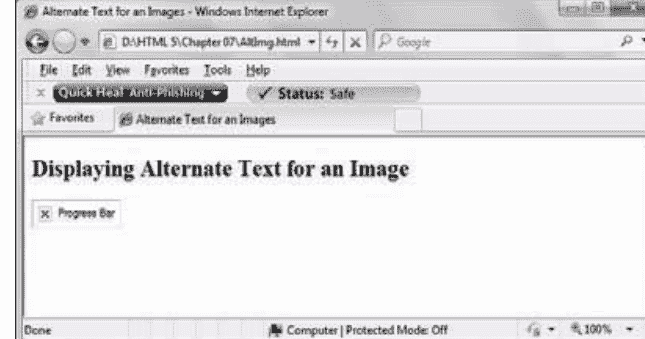 Alternate Text for an Images - Windows Internet Explorer
D:\HTML 5\Chapter 07\AltImg.html
Google
File Edit View Favorites Tools Help
Quick Heal Anti-Phishing Status: Safe
Favorites Alternate Text for an Images
Displaying Alternate Text for an Image
Progress Bar
Done Computer | Protected Mode: Off 100%